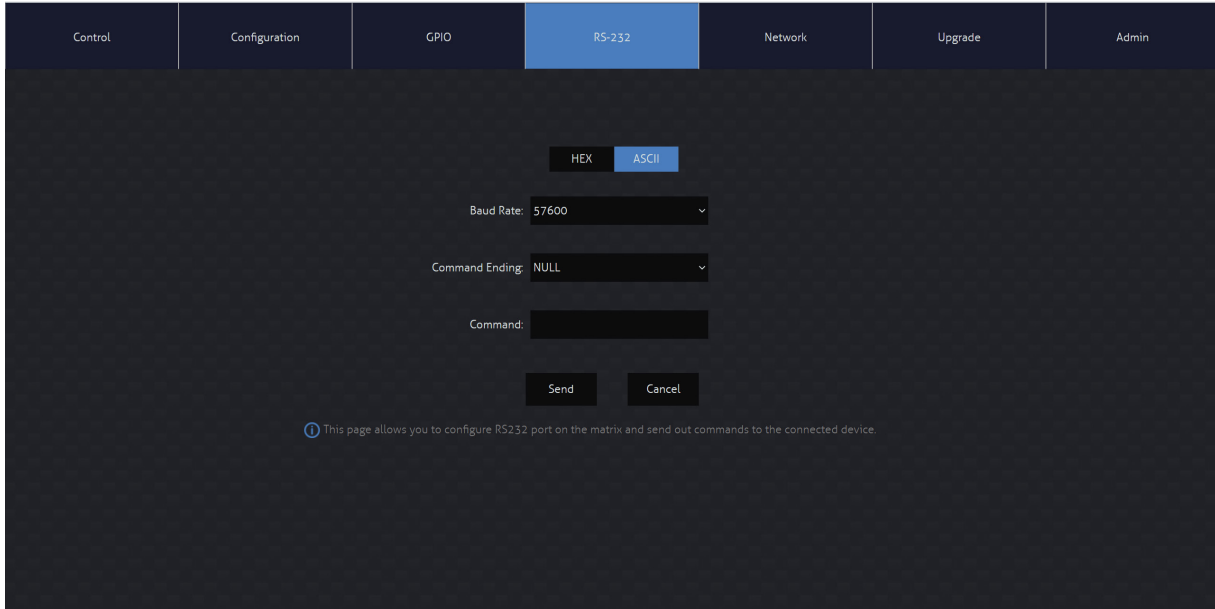 Control Configuration GPIO RS-232 Network Upgrade Admin
HEX ASCII
Baud Rate: 57600
Command Ending: NULL
Command:
Send Cancel
This page allows you to configure RS232 port on the matrix and send out commands to the connected device.